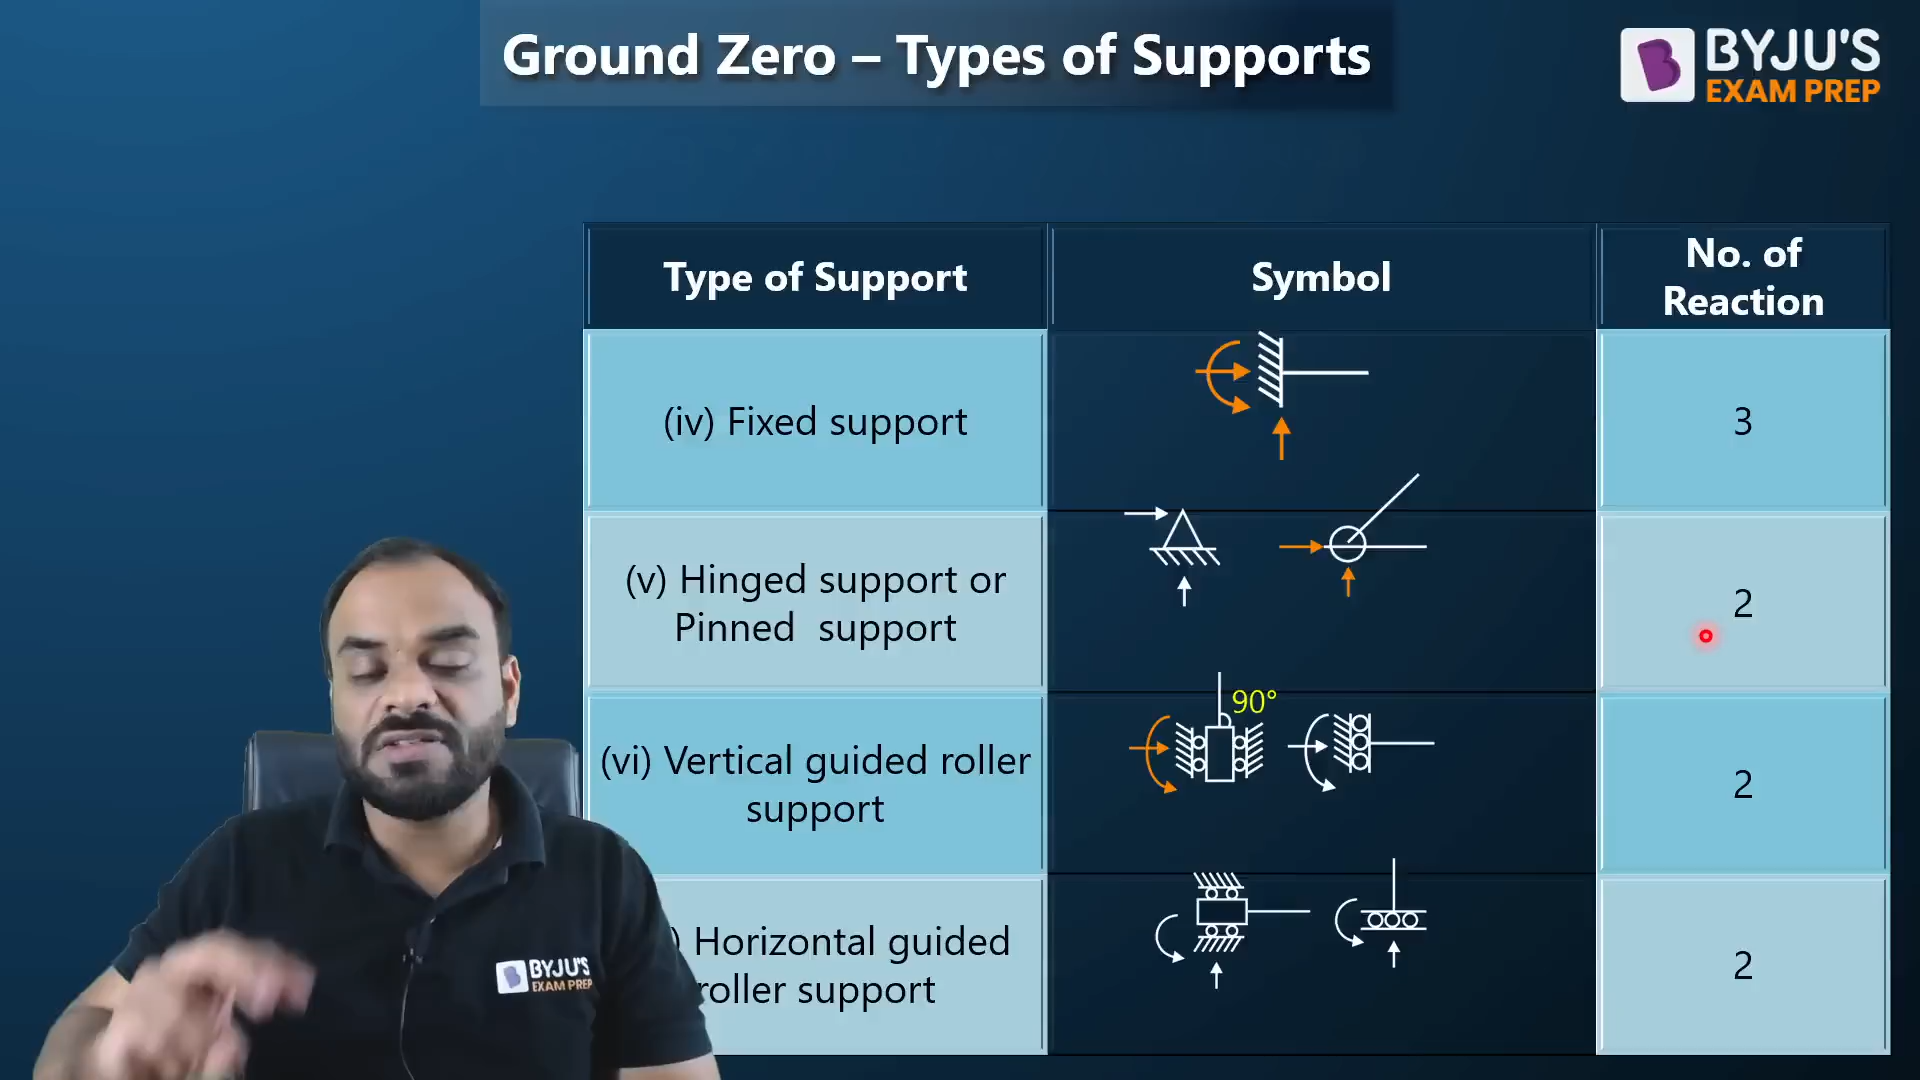 Ground Zero – Types of Supports
BYJU'S
EXAM PREP
Type of Support
Symbol
No. of
Reaction
(iv) Fixed support
3
(v) Hinged support or
Pinned support
2
90°
(vi) Vertical guided roller
support
2
) Horizontal guided
roller support
2
BYJU'S
EXAM PREP